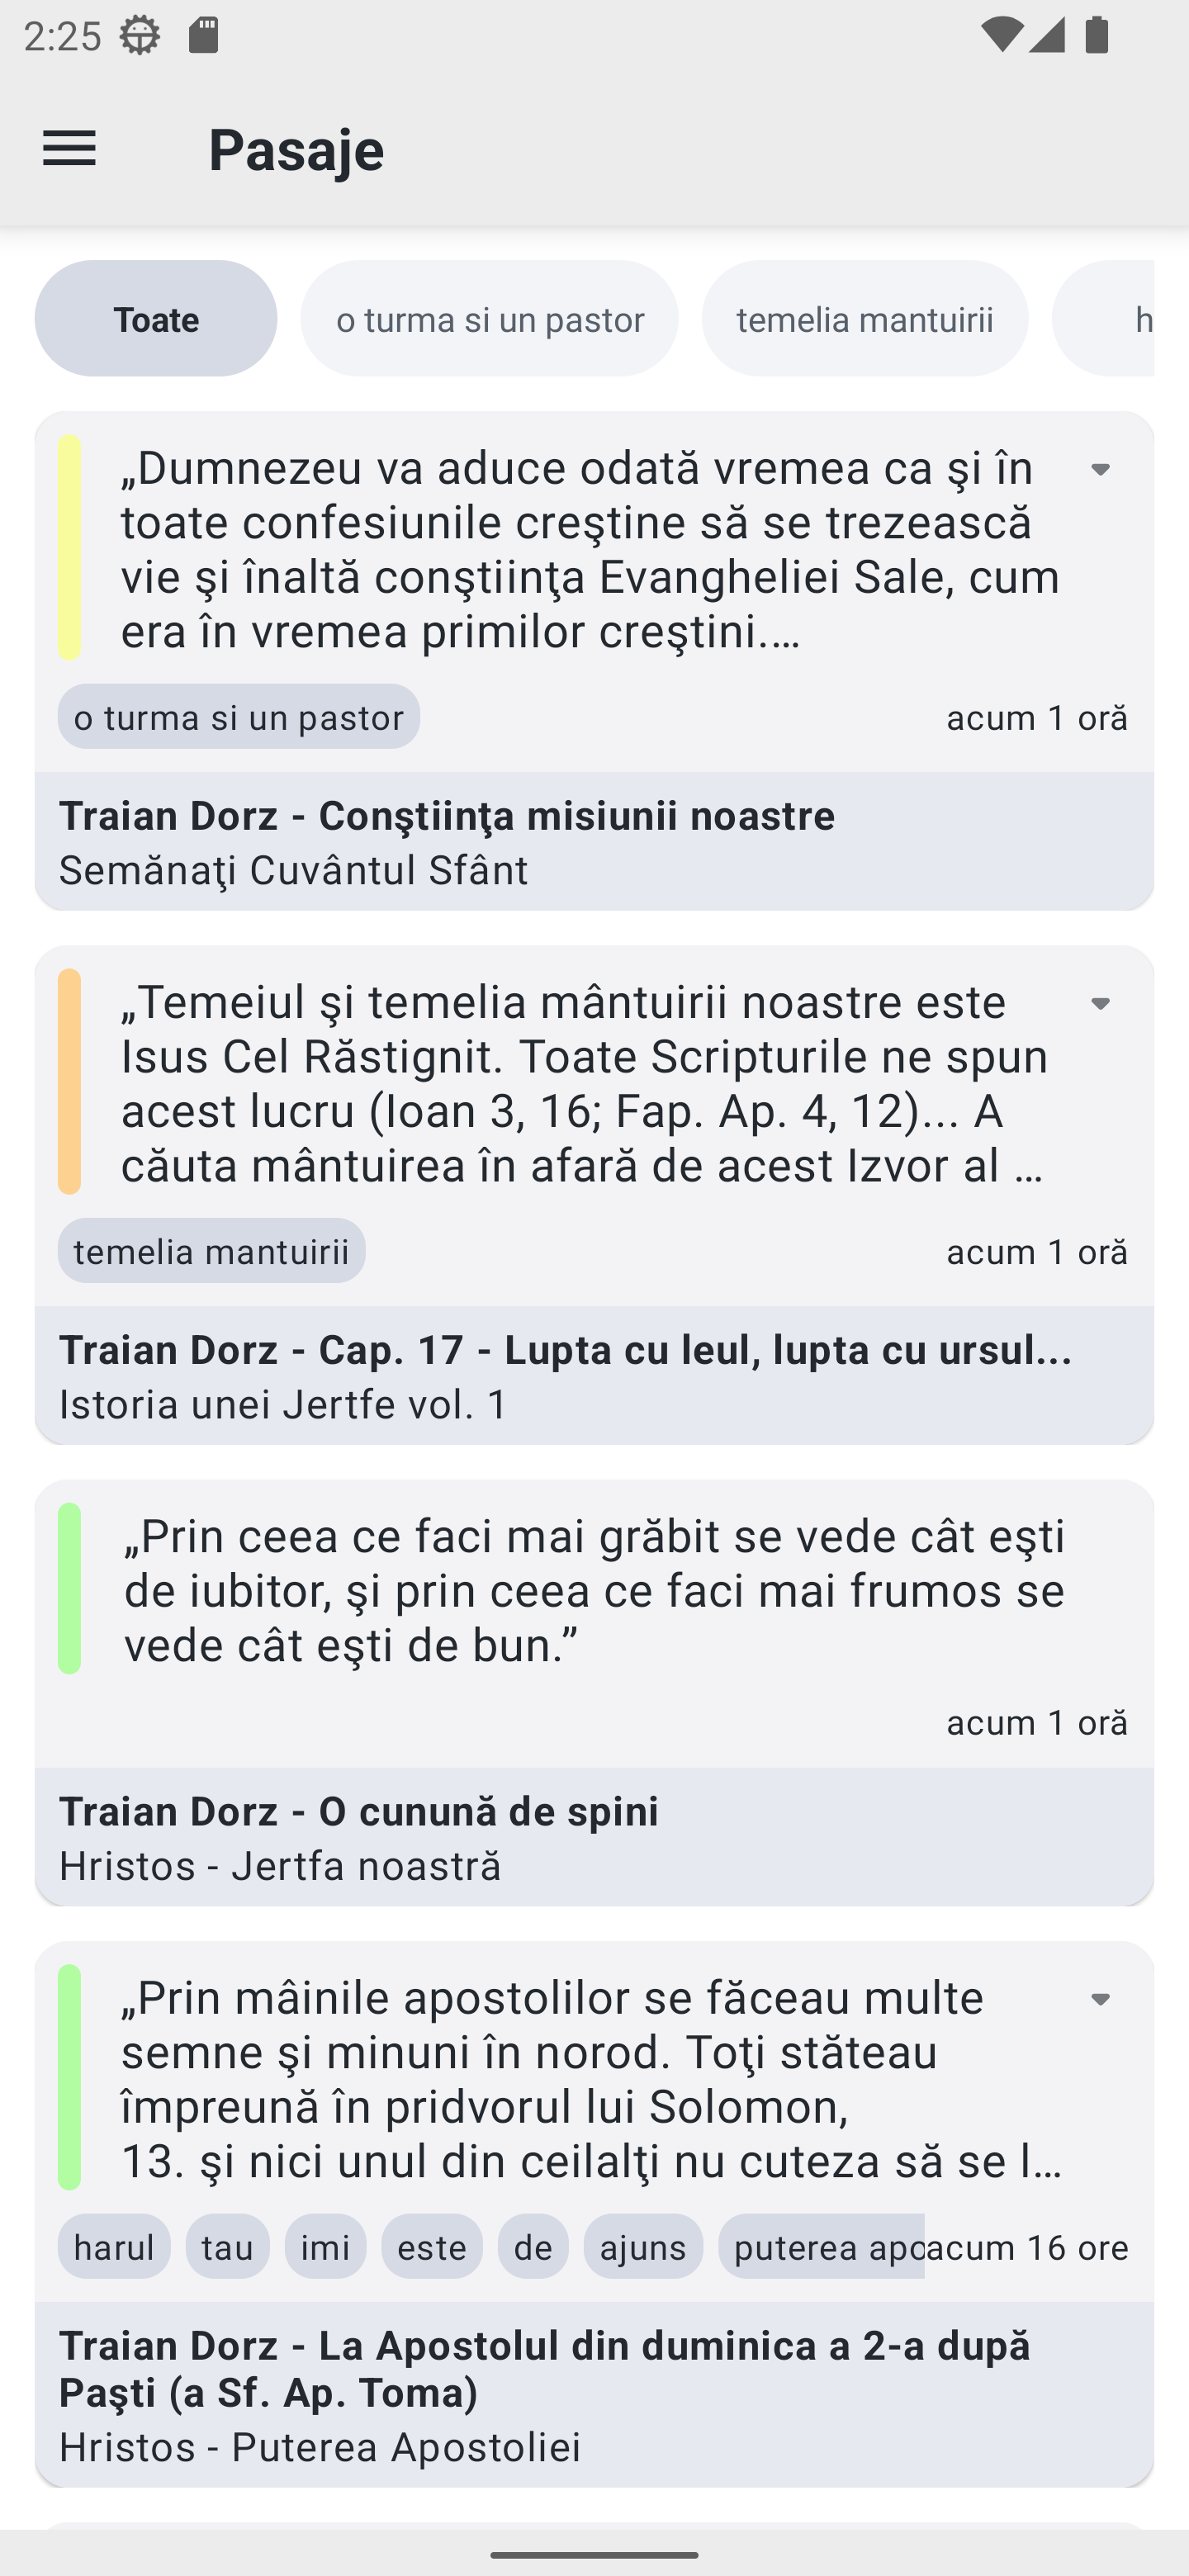 2:25
Pasaje
Toate
o turma si un pastor
temelia mantuirii
h
„Dumnezeu va aduce odată vremea ca şi în
toate confesiunile creştine să se trezească
vie şi înaltă conştiinţa Evangheliei Sale, cum
era în vremea primilor creştini.…
o turma si un pastor
acum 1 oră
Traian Dorz - Conştiinţa misiunii noastre
Semănaţi Cuvântul Sfânt
„Temeiul şi temelia mântuirii noastre este
Isus Cel Răstignit. Toate Scripturile ne spun
acest lucru (Ioan 3, 16; Fap. Ap. 4, 12)... A
căuta mântuirea în afară de acest Izvor al …
temelia mantuirii
acum 1 oră
Traian Dorz - Cap. 17 - Lupta cu leul, lupta cu ursul...
Istoria unei Jertfe vol. 1
„Prin ceea ce faci mai grăbit se vede cât eşti
de iubitor, şi prin ceea ce faci mai frumos se
vede cât eşti de bun.”
acum 1 oră
Traian Dorz - O cunună de spini
Hristos - Jertfa noastră
„Prin mâinile apostolilor se făceau multe
semne şi minuni în norod. Toţi stăteau
împreună în pridvorul lui Solomon,
13. şi nici unul din ceilalţi nu cuteza să se l…
harul
tau
imi
este
de
ajuns
puterea apo
acum 16 ore
Traian Dorz - La Apostolul din duminica a 2-a după
Paşti (a Sf. Ap. Toma)
Hristos - Puterea Apostoliei